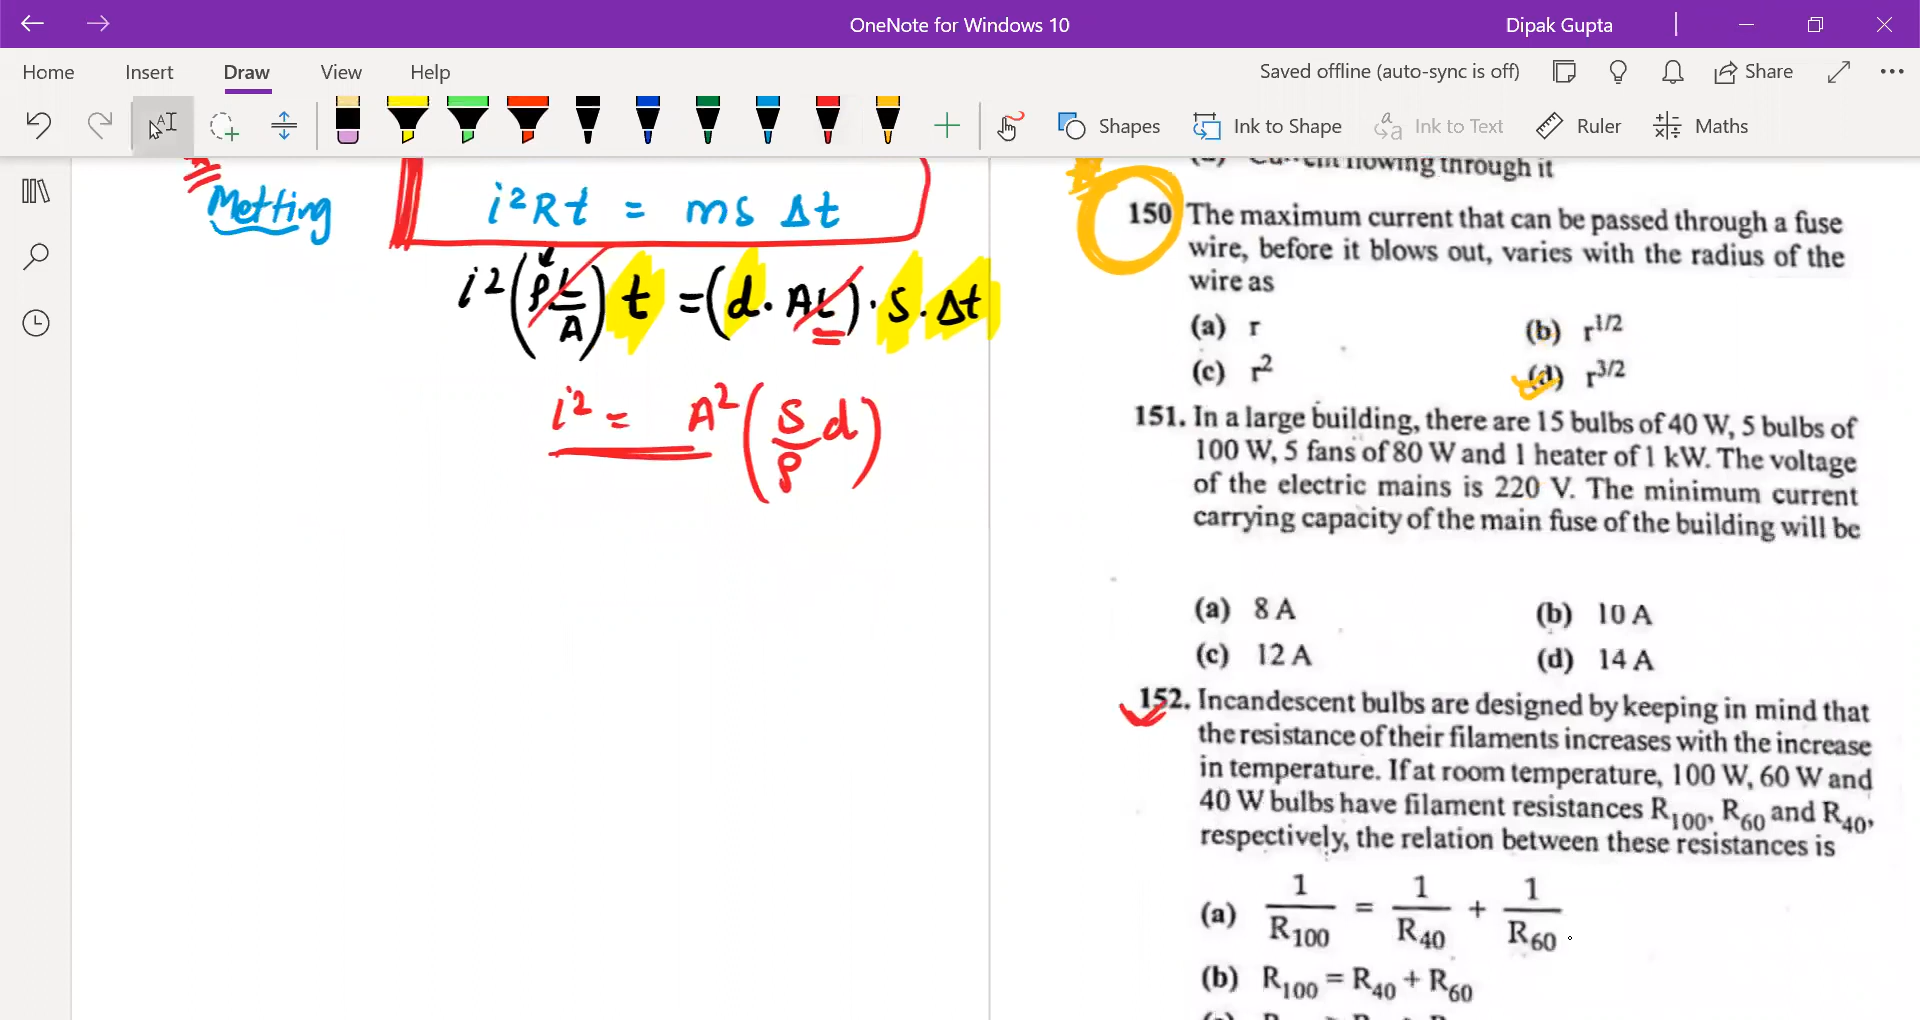 OneNote for Windows 10
Dipak Gupta
Home Insert Draw View Help
Saved offline (auto-sync is off)
Share
Shapes
Ink to Shape
Ink to Text
Ruler
Maths
Metting
i²Rt = ms Δt
i²(ρL/A) t = (d·AL)·s·Δt
i² = A²(s/ρ d)
Current flowing through it
150 The maximum current that can be passed through a fuse
wire, before it blows out, varies with the radius of the
wire as
(a) r (b) r^1/2
(c) r² (d) r^3/2
151. In a large building, there are 15 bulbs of 40 W, 5 bulbs of
100 W, 5 fans of 80 W and 1 heater of 1 kW. The voltage
of the electric mains is 220 V. The minimum current
carrying capacity of the main fuse of the building will be
(a) 8 A (b) 10 A
(c) 12 A (d) 14 A
152. Incandescent bulbs are designed by keeping in mind that
the resistance of their filaments increases with the increase
in temperature. If at room temperature, 100 W, 60 W and
40 W bulbs have filament resistances R₁₀₀, R₆₀ and R₄₀,
respectively, the relation between these resistances is
(a) 1/R₁₀₀ = 1/R₄₀ + 1/R₆₀
(b) R₁₀₀ = R₄₀ + R₆₀